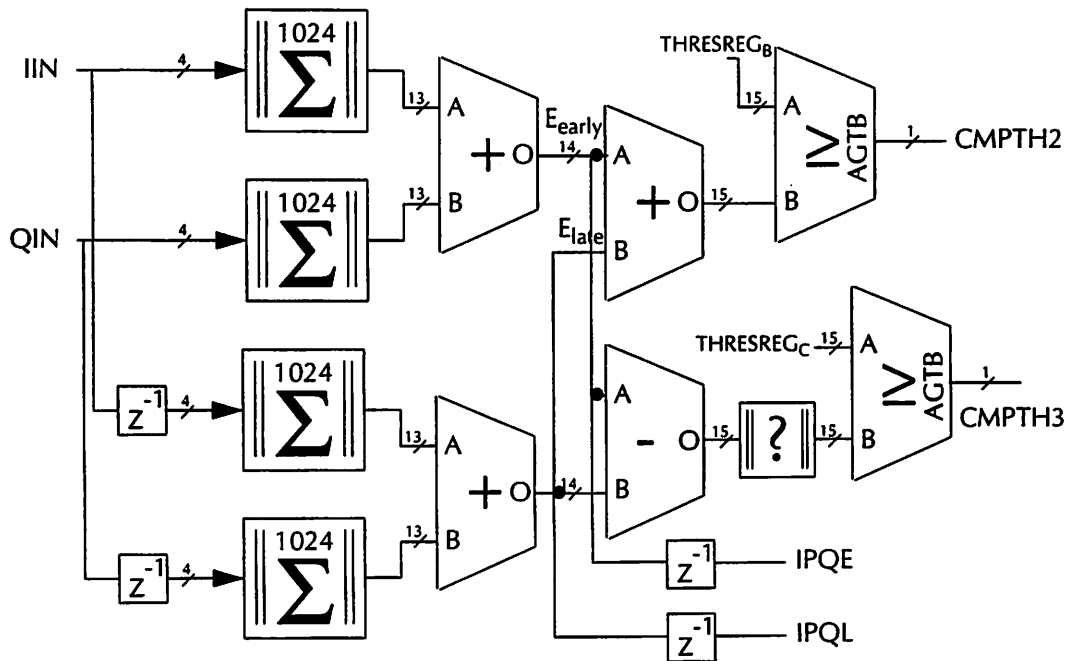 IIN
4
1024
Σ
13
A
+
O
B
13
E_early
14
A
+
O
B
E_late
15
THRESREG_B
15
A
≥
AGTB
B
1
CMPTH2
QIN
4
1024
Σ
z⁻¹
4
1024
Σ
13
A
+
O
B
13
14
A
-
O
B
15
?
15
THRESREG_C
15
A
≥
AGTB
B
1
CMPTH3
z⁻¹
4
1024
Σ
z⁻¹
IPQE
z⁻¹
IPQL